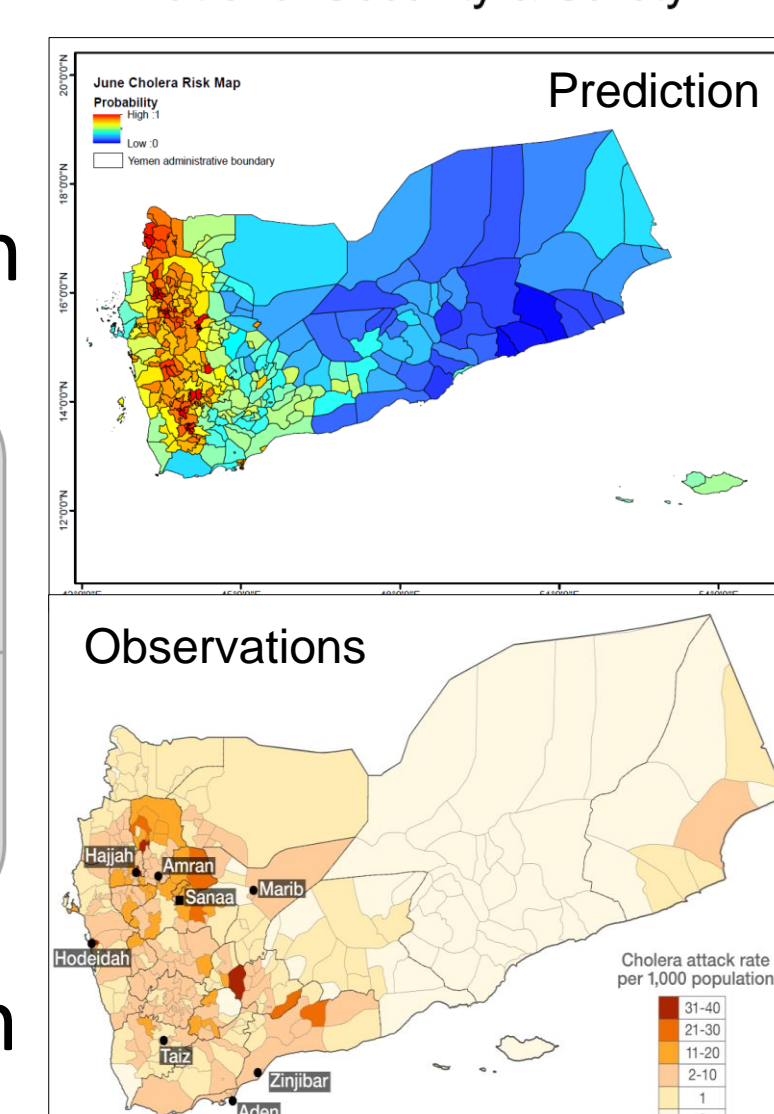 June Cholera Risk Map
Prediction
Probability
High :1
Low :0
Yemen administrative boundary
20°0'0"N
18°0'0"N
16°0'0"N
14°0'0"N
12°0'0"N
n
Observations
Hajjah
Amran
Sanaa
Marib
Hodeidah
Taiz
Zinjibar
Aden
Cholera attack rate
per 1,000 population
31-40
21-30
11-20
2-10
1
n